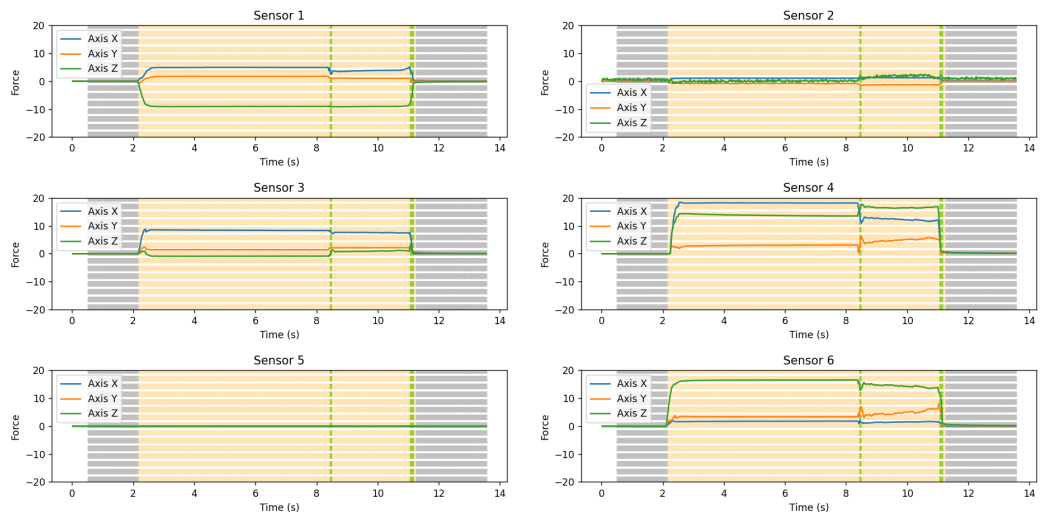 Sensor 1
20
10
0
−10
−20
Force
Axis X
Axis Y
Axis Z
0 2 4 6 8 10 12 14
Time (s)
Sensor 2
20
10
0
−10
−20
Force
Axis X
Axis Y
Axis Z
0 2 4 6 8 10 12 14
Time (s)
Sensor 3
20
10
0
−10
−20
Force
Axis X
Axis Y
Axis Z
0 2 4 6 8 10 12 14
Time (s)
Sensor 4
20
10
0
−10
−20
Force
Axis X
Axis Y
Axis Z
0 2 4 6 8 10 12 14
Time (s)
Sensor 5
20
10
0
−10
−20
Force
Axis X
Axis Y
Axis Z
0 2 4 6 8 10 12 14
Time (s)
Sensor 6
20
10
0
−10
−20
Force
Axis X
Axis Y
Axis Z
0 2 4 6 8 10 12 14
Time (s)